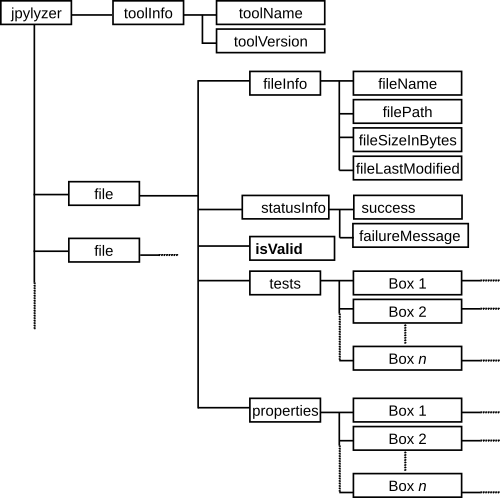 jpylyzer
toolInfo
toolName
toolVersion
fileInfo
fileName
filePath
fileSizeInBytes
fileLastModified
file
statusInfo
success
failureMessage
file
isValid
tests
Box 1
Box 2
Box n
properties
Box 1
Box 2
Box n